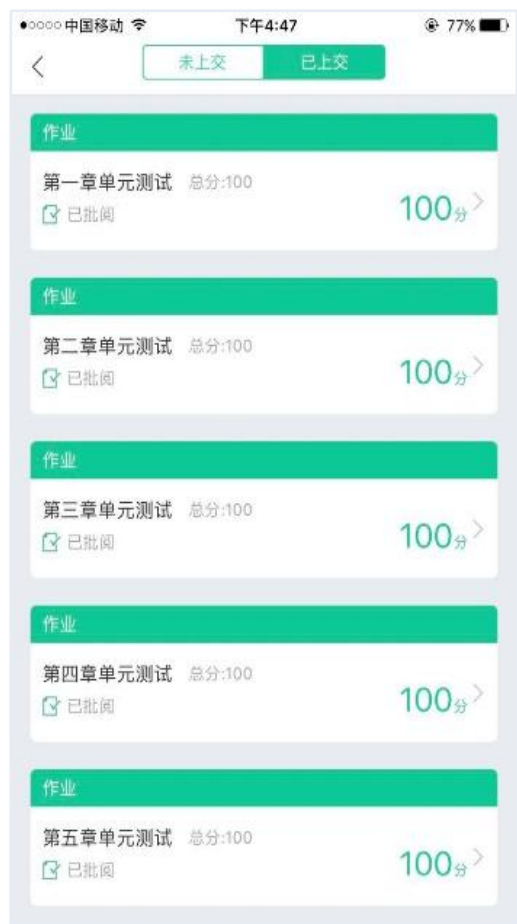 中国移动 下午4:47 77%
未上交 已上交
作业
第一章单元测试 总分:100
已批阅
100分
作业
第二章单元测试 总分:100
已批阅
100分
作业
第三章单元测试 总分:100
已批阅
100分
作业
第四章单元测试 总分:100
已批阅
100分
作业
第五章单元测试 总分:100
已批阅
100分